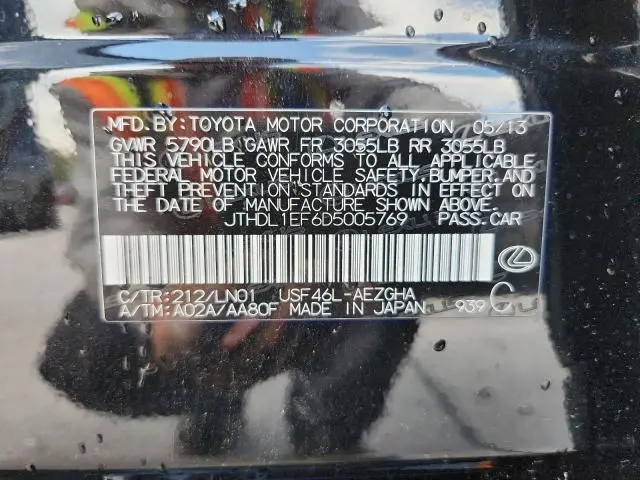 MFD.BY:TOYOTA MOTOR CORPORATION 05/13
GVWR 5790LB GAWR FR 3055LB RR 3055LB
THIS VEHICLE CONFORMS TO ALL APPLICABLE
FEDERAL MOTOR VEHICLE SAFETY,BUMPER,AND
THEFT PREVENTION STANDARDS IN EFFECT ON
THE DATE OF MANUFACTURE SHOWN ABOVE.
JTHDL1EF6D5005769 PASS.CAR
C/TR:212/LN01 USF46L-AEZGHA
A/TM:A02A/AA80F MADE IN JAPAN 939 C